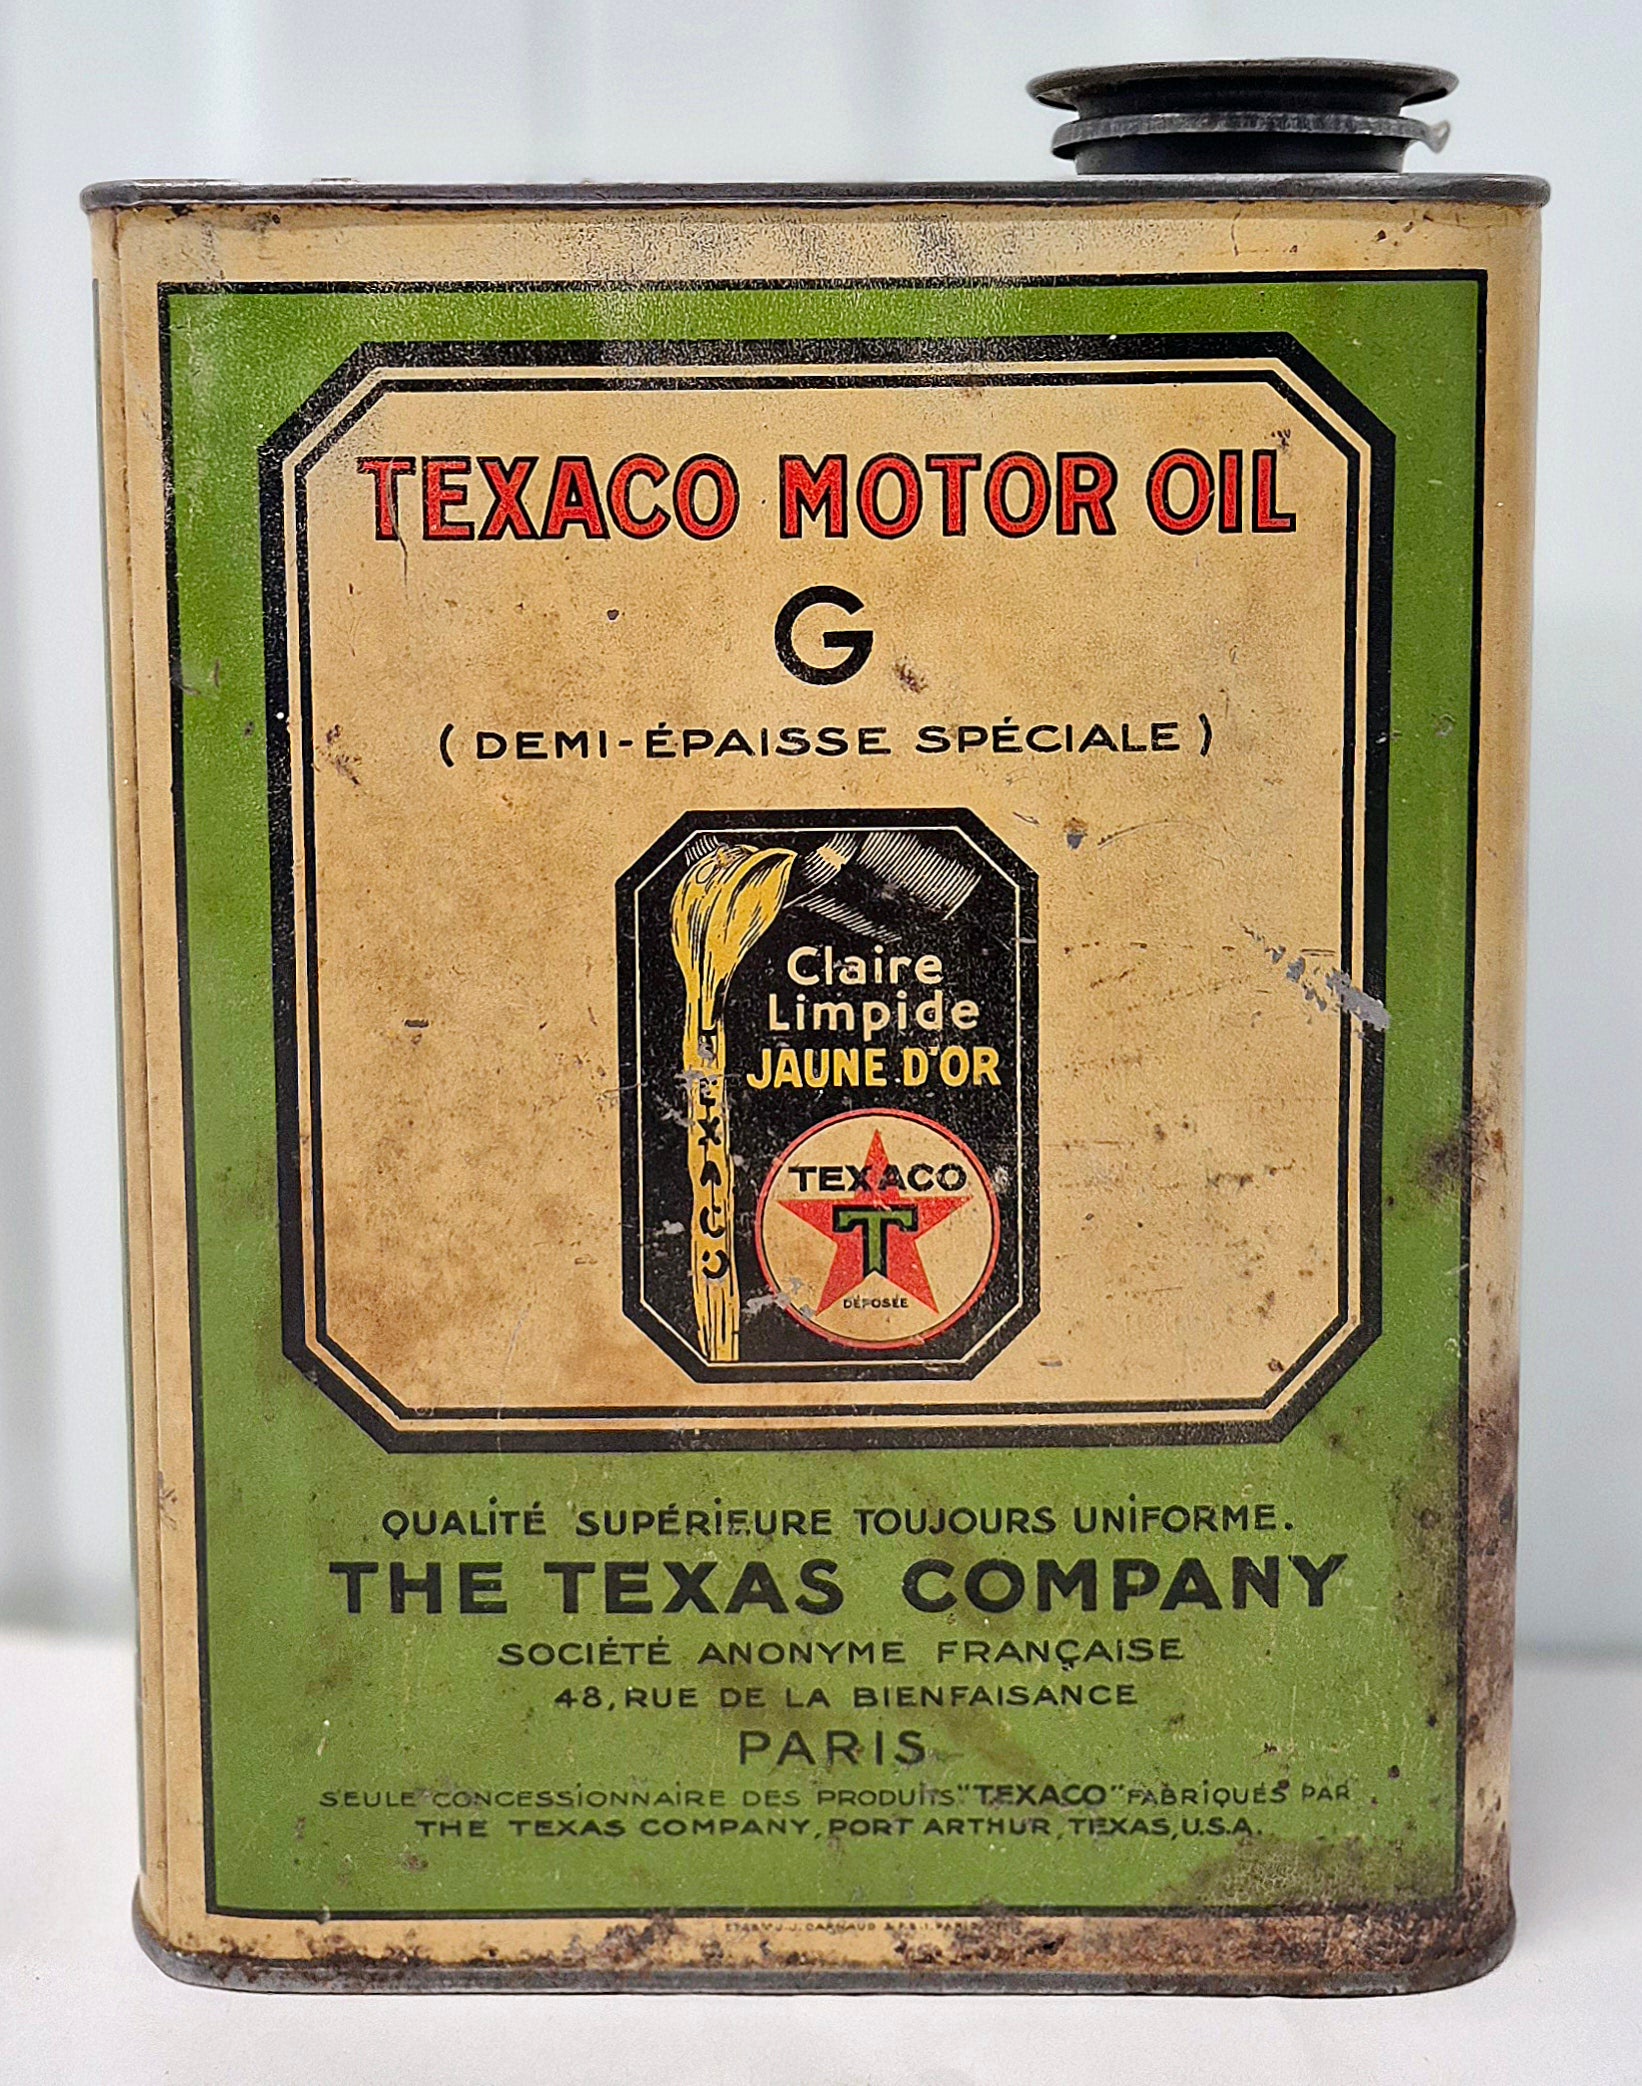 TEXACO MOTOR OIL
G
(DEMI-ÉPAISSE SPÉCIALE)
Claire
Limpide
JAUNE D'OR
TEXACO
TEXACO
T
DÉPOSÉE
QUALITÉ SUPÉRIEURE TOUJOURS UNIFORME.
THE TEXAS COMPANY
SOCIÉTÉ ANONYME FRANÇAISE
48, RUE DE LA BIENFAISANCE
PARIS
SEULE CONCESSIONNAIRE DES PRODUITS "TEXACO" FABRIQUÉS PAR
THE TEXAS COMPANY, PORT ARTHUR, TEXAS, U.S.A.
J.J. CARNAUD